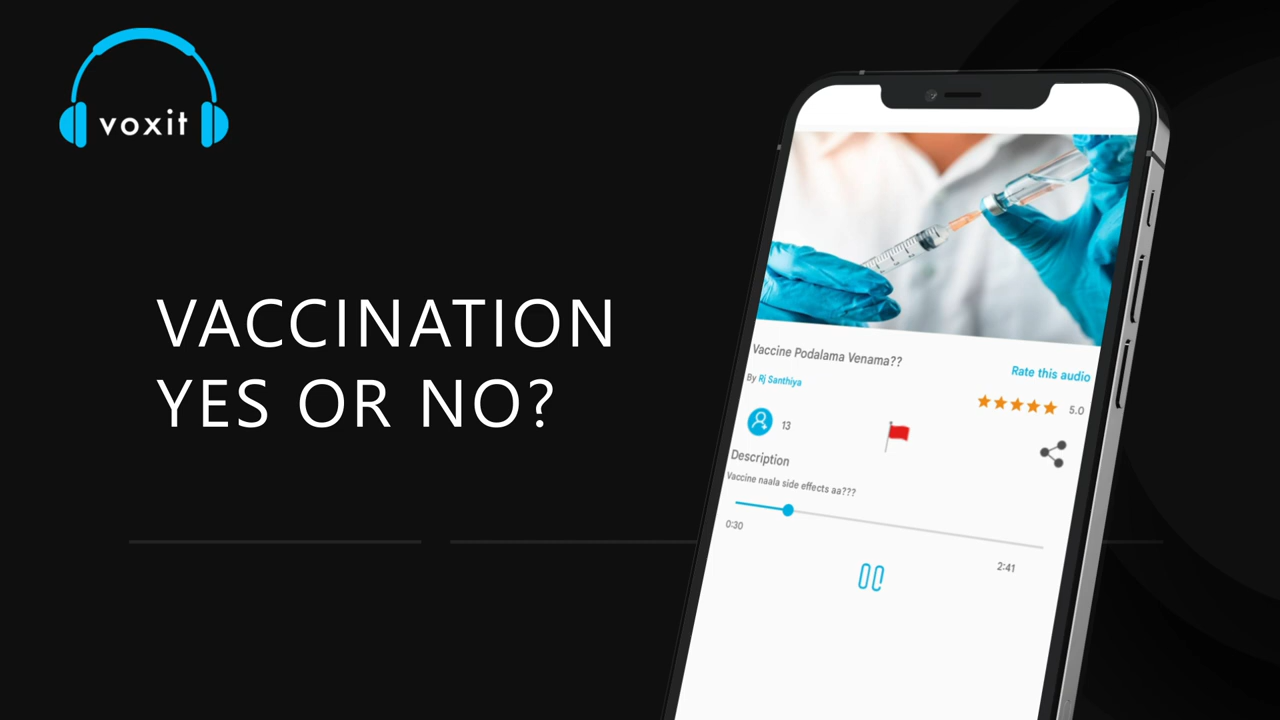 voxit
VACCINATION
YES OR NO?
Vaccine Podalama Venama??
Rate this audio
By Rj Santhiya
5.0
13
Description
Vaccine naala side effects aa???
0:30
2:41